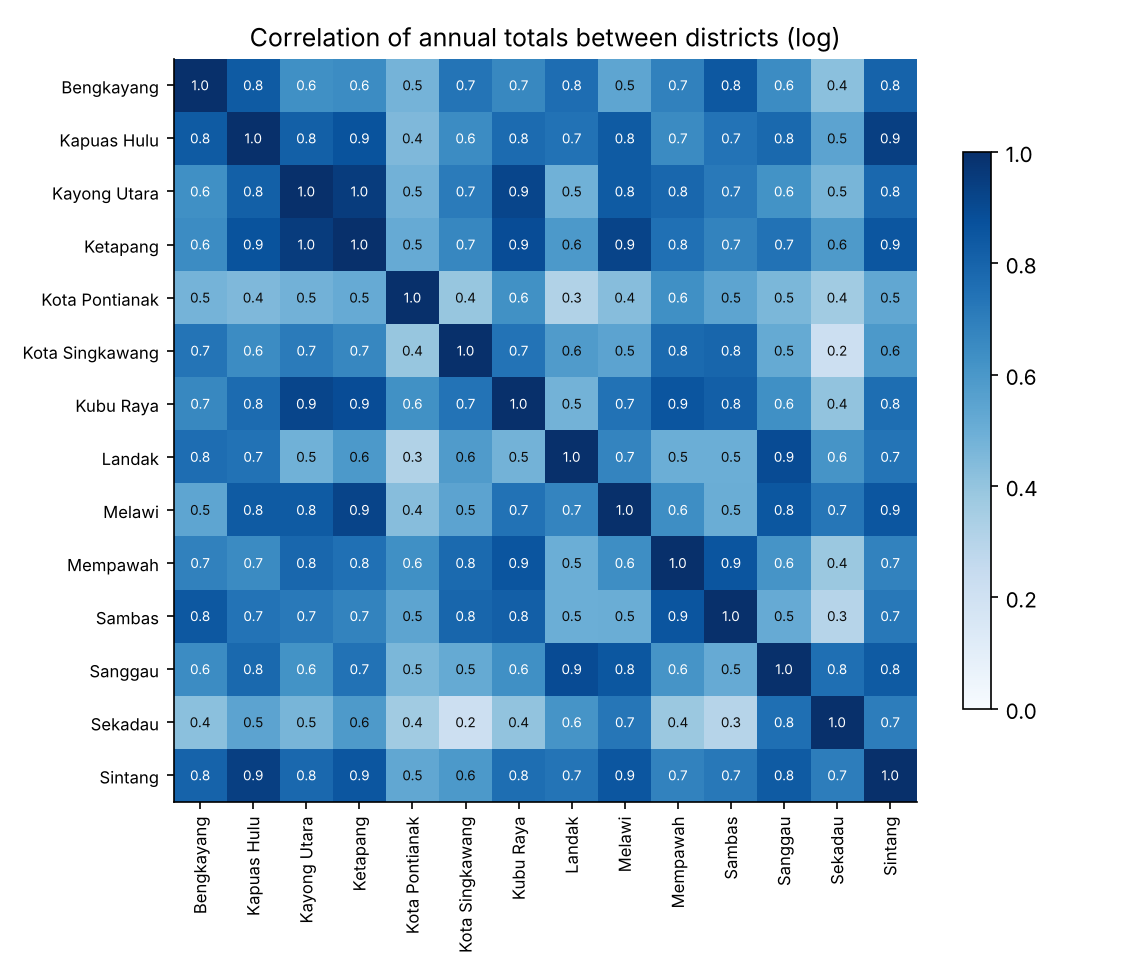 Correlation of annual totals between districts (log)
Bengkayang 1.0 0.8 0.6 0.6 0.5 0.7 0.7 0.8 0.5 0.7 0.8 0.6 0.4 0.8
Kapuas Hulu 0.8 1.0 0.8 0.9 0.4 0.6 0.8 0.7 0.8 0.7 0.7 0.8 0.5 0.9
Kayong Utara 0.6 0.8 1.0 1.0 0.5 0.7 0.9 0.5 0.8 0.8 0.7 0.6 0.5 0.8
Ketapang 0.6 0.9 1.0 1.0 0.5 0.7 0.9 0.6 0.9 0.8 0.7 0.7 0.6 0.9
Kota Pontianak 0.5 0.4 0.5 0.5 1.0 0.4 0.6 0.3 0.4 0.6 0.5 0.5 0.4 0.5
Kota Singkawang 0.7 0.6 0.7 0.7 0.4 1.0 0.7 0.6 0.5 0.8 0.8 0.5 0.2 0.6
Kubu Raya 0.7 0.8 0.9 0.9 0.6 0.7 1.0 0.5 0.7 0.9 0.8 0.6 0.4 0.8
Landak 0.8 0.7 0.5 0.6 0.3 0.6 0.5 1.0 0.7 0.5 0.5 0.9 0.6 0.7
Melawi 0.5 0.8 0.8 0.9 0.4 0.5 0.7 0.7 1.0 0.6 0.5 0.8 0.7 0.9
Mempawah 0.7 0.7 0.8 0.8 0.6 0.8 0.9 0.5 0.6 1.0 0.9 0.6 0.4 0.7
Sambas 0.8 0.7 0.7 0.7 0.5 0.8 0.8 0.5 0.5 0.9 1.0 0.5 0.3 0.7
Sanggau 0.6 0.8 0.6 0.7 0.5 0.5 0.6 0.9 0.8 0.6 0.5 1.0 0.8 0.8
Sekadau 0.4 0.5 0.5 0.6 0.4 0.2 0.4 0.6 0.7 0.4 0.3 0.8 1.0 0.7
Sintang 0.8 0.9 0.8 0.9 0.5 0.6 0.8 0.7 0.9 0.7 0.7 0.8 0.7 1.0
Bengkayang
Kapuas Hulu
Kayong Utara
Ketapang
Kota Pontianak
Kota Singkawang
Kubu Raya
Landak
Melawi
Mempawah
Sambas
Sanggau
Sekadau
Sintang
1.0
0.8
0.6
0.4
0.2
0.0